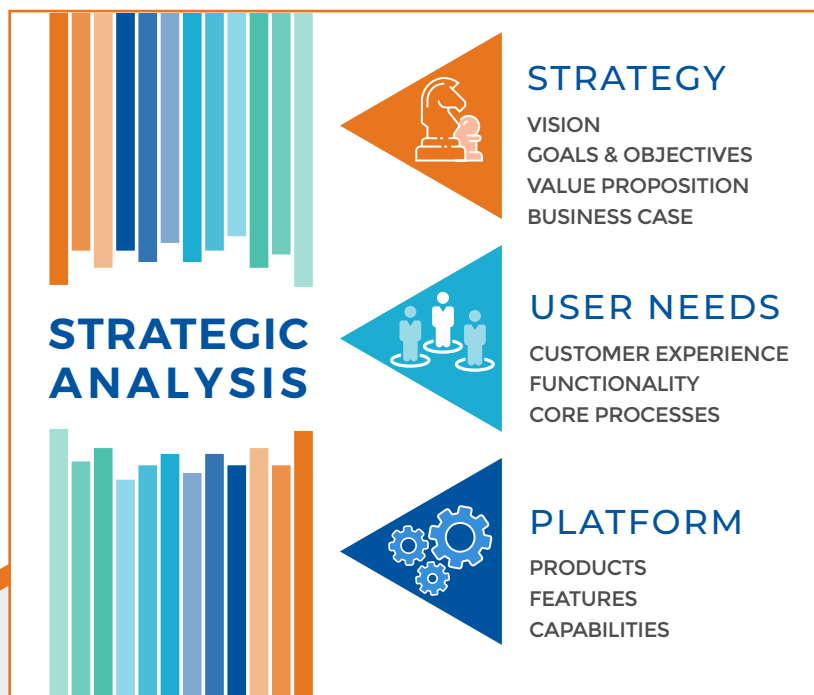 STRATEGIC
ANALYSIS
STRATEGY
VISION
GOALS & OBJECTIVES
VALUE PROPOSITION
BUSINESS CASE
USER NEEDS
CUSTOMER EXPERIENCE
FUNCTIONALITY
CORE PROCESSES
PLATFORM
PRODUCTS
FEATURES
CAPABILITIES